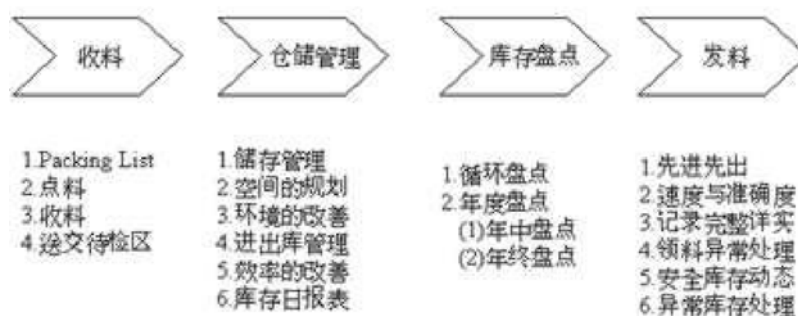 收料
仓储管理
库存盘点
发料
1.Packing List
2.点料
3.收料
4.送交待检区
1.储存管理
2.空间的规划
3.环境的改善
4.进出库管理
5.效率的改善
6.库存日报表
1.循环盘点
2.年度盘点
(1)年中盘点
(2)年终盘点
1.先进先出
2.速度与准确度
3.记录完整详实
4.领料异常处理
5.安全库存动态
6.异常库存处理